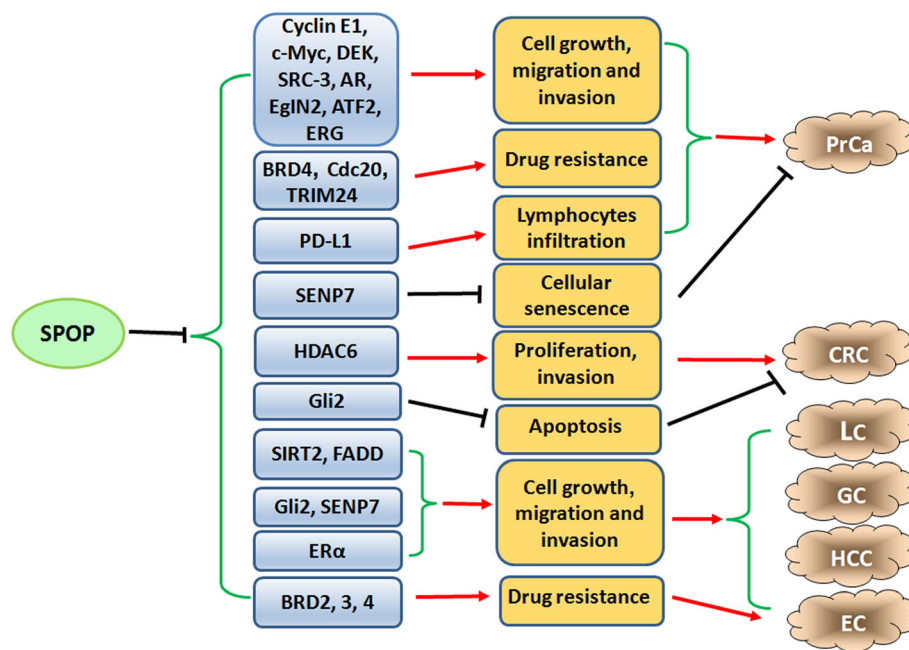 SPOP
Cyclin E1,
c-Myc, DEK,
SRC-3, AR,
EgIN2, ATF2,
ERG
BRD4, Cdc20,
TRIM24
PD-L1
SENP7
HDAC6
Gli2
SIRT2, FADD
Gli2, SENP7
ERα
BRD2, 3, 4
Cell growth,
migration and
invasion
Drug resistance
Lymphocytes
infiltration
Cellular
senescence
Proliferation,
invasion
Apoptosis
Cell growth,
migration and
invasion
Drug resistance
PrCa
CRC
LC
GC
HCC
EC